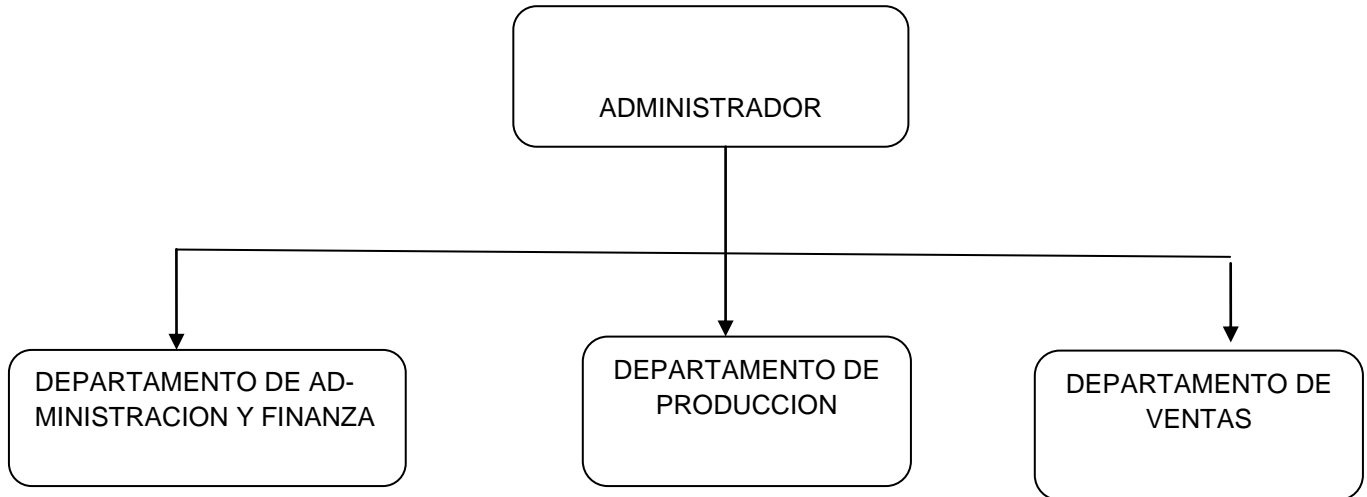 ADMINISTRADOR
DEPARTAMENTO DE AD-
MINISTRACION Y FINANZA
DEPARTAMENTO DE
PRODUCCION
DEPARTAMENTO DE
VENTAS